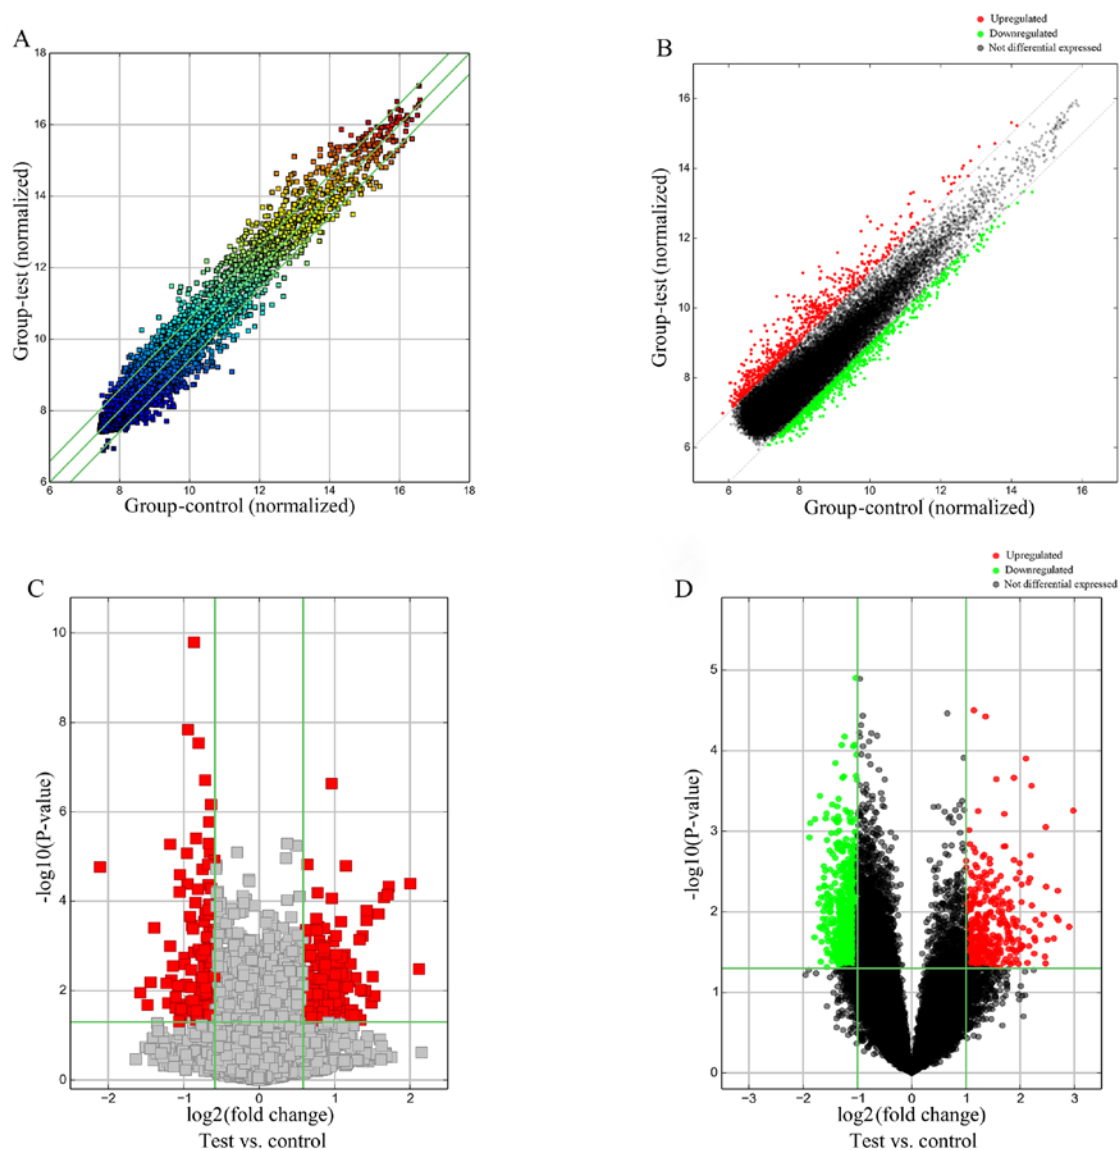 A
18
16
14
12
10
8
6
8
10
12
14
16
18
Group-test (normalized)
Group-control (normalized)
Upregulated
Downregulated
Not differential expressed
B
16
14
12
10
8
6
6
8
10
12
14
16
Group-test (normalized)
Group-control (normalized)
C
10
8
6
4
2
0
−2
−1
0
1
2
-log10(P-value)
log2(fold change)
Test vs. control
Upregulated
Downregulated
Not differential expressed
D
5
4
3
2
1
0
−3
−2
−1
0
1
2
3
-log10(P-value)
log2(fold change)
Test vs. control